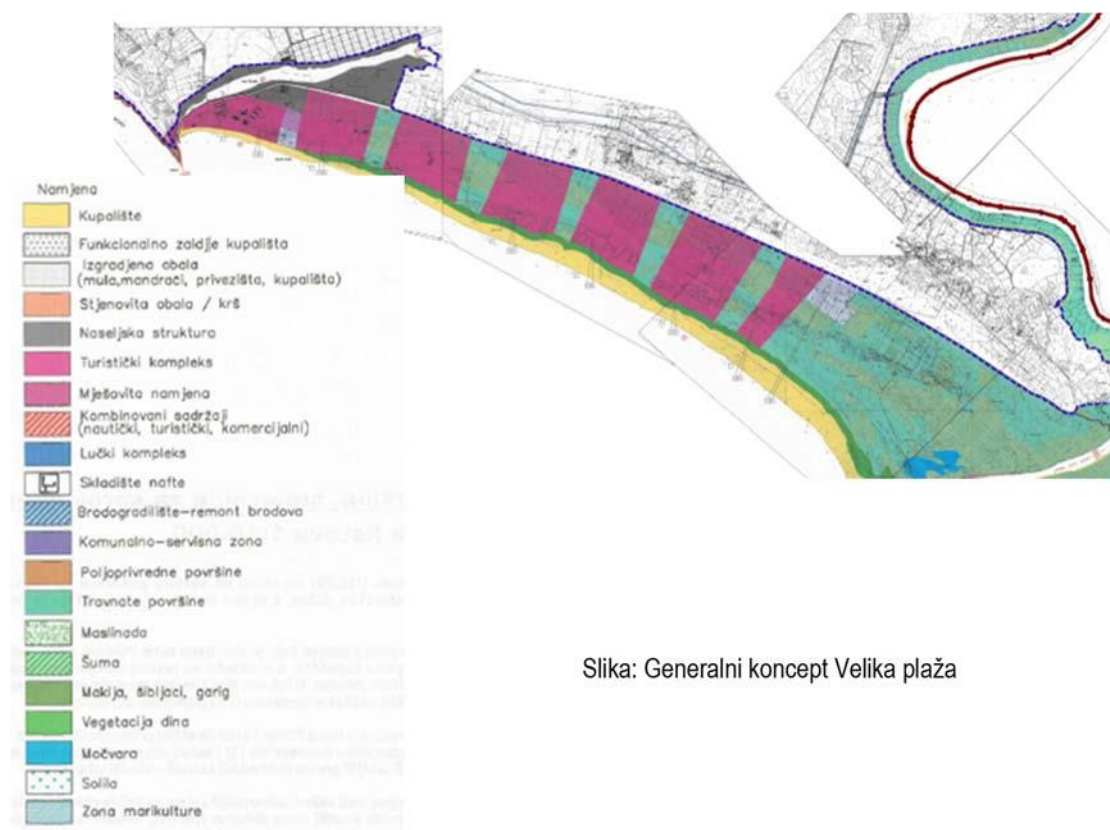 Namjena
Kupalište
Funkcionalno zaldje kupališta
Izgradjena obala
(mula,mandraći, privezišta, kupališta)
Stjenovita obala / krš
Naseljska struktura
Turistički kompleks
Mješovita namjena
Kombinovani sadržaji
(nautički, turistički, komercijalni)
Lučki kompleks
Skladište nafte
Brodogradilište-remont brodova
Komunalno-servisna zona
Poljoprivredne površine
Travnate površine
Maslinada
Šuma
Makija, šibljaci, garig
Vegetacija dina
Močvara
Solila
Zona marikulture
Slika: Generalni koncept Velika plaža